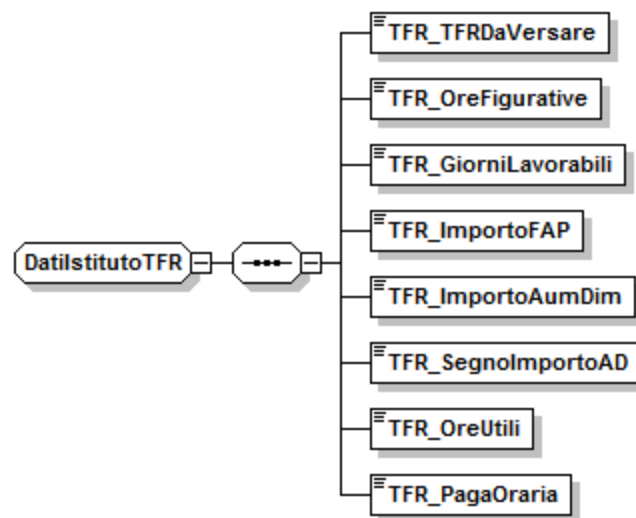 TFR_TFRDaVersare
TFR_OreFigurative
TFR_GiorniLavorabili
TFR_ImportoFAP
DatiIstitutoTFR
TFR_ImportoAumDim
TFR_SegnoImportoAD
TFR_OreUtili
TFR_PagaOraria